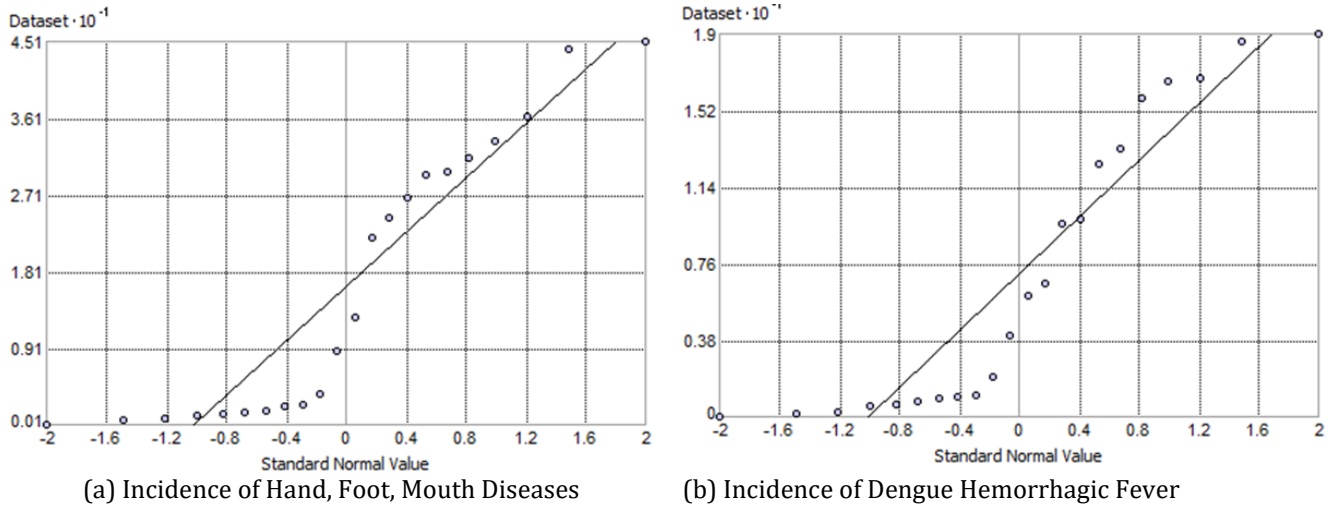 Dataset · 10⁻¹
4.51
3.61
2.71
1.81
0.91
0.01
-2 -1.6 -1.2 -0.8 -0.4 0 0.4 0.8 1.2 1.6 2
Standard Normal Value
(a) Incidence of Hand, Foot, Mouth Diseases
Dataset · 10⁻¹
1.9
1.52
1.14
0.76
0.38
0
-2 -1.6 -1.2 -0.8 -0.4 0 0.4 0.8 1.2 1.6 2
Standard Normal Value
(b) Incidence of Dengue Hemorrhagic Fever